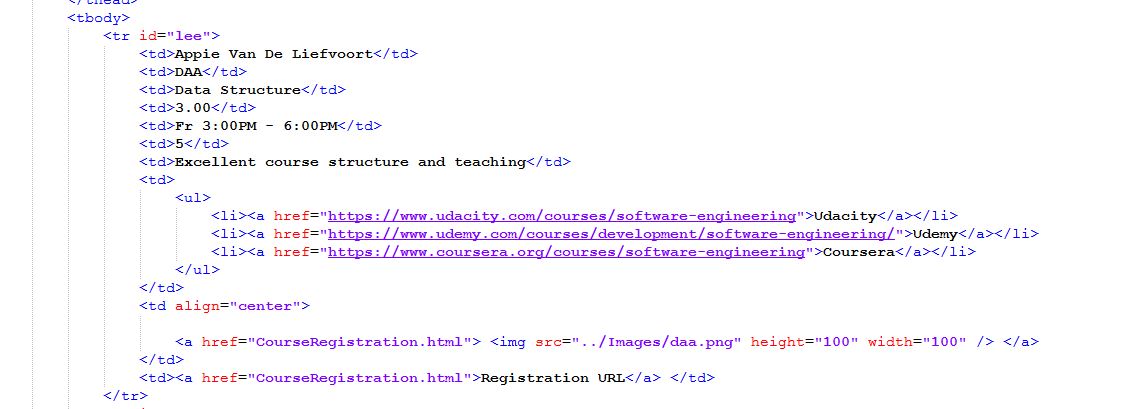 </thead>
<tbody>
<tr id="lee">
<td>Appie Van De Liefvoort</td>
<td>DAA</td>
<td>Data Structure</td>
<td>3.00</td>
<td>Fr 3:00PM - 6:00PM</td>
<td>5</td>
<td>Excellent course structure and teaching</td>
<td>
<ul>
<li><a href="https://www.udacity.com/courses/software-engineering">Udacity</a></li>
<li><a href="https://www.udemy.com/courses/development/software-engineering/">Udemy</a></li>
<li><a href="https://www.coursera.org/courses/software-engineering">Coursera</a></li>
</ul>
</td>
<td align="center">
<a href="CourseRegistration.html"> <img src="../Images/daa.png" height="100" width="100" /> </a>
</td>
<td><a href="CourseRegistration.html">Registration URL</a> </td>
</tr>